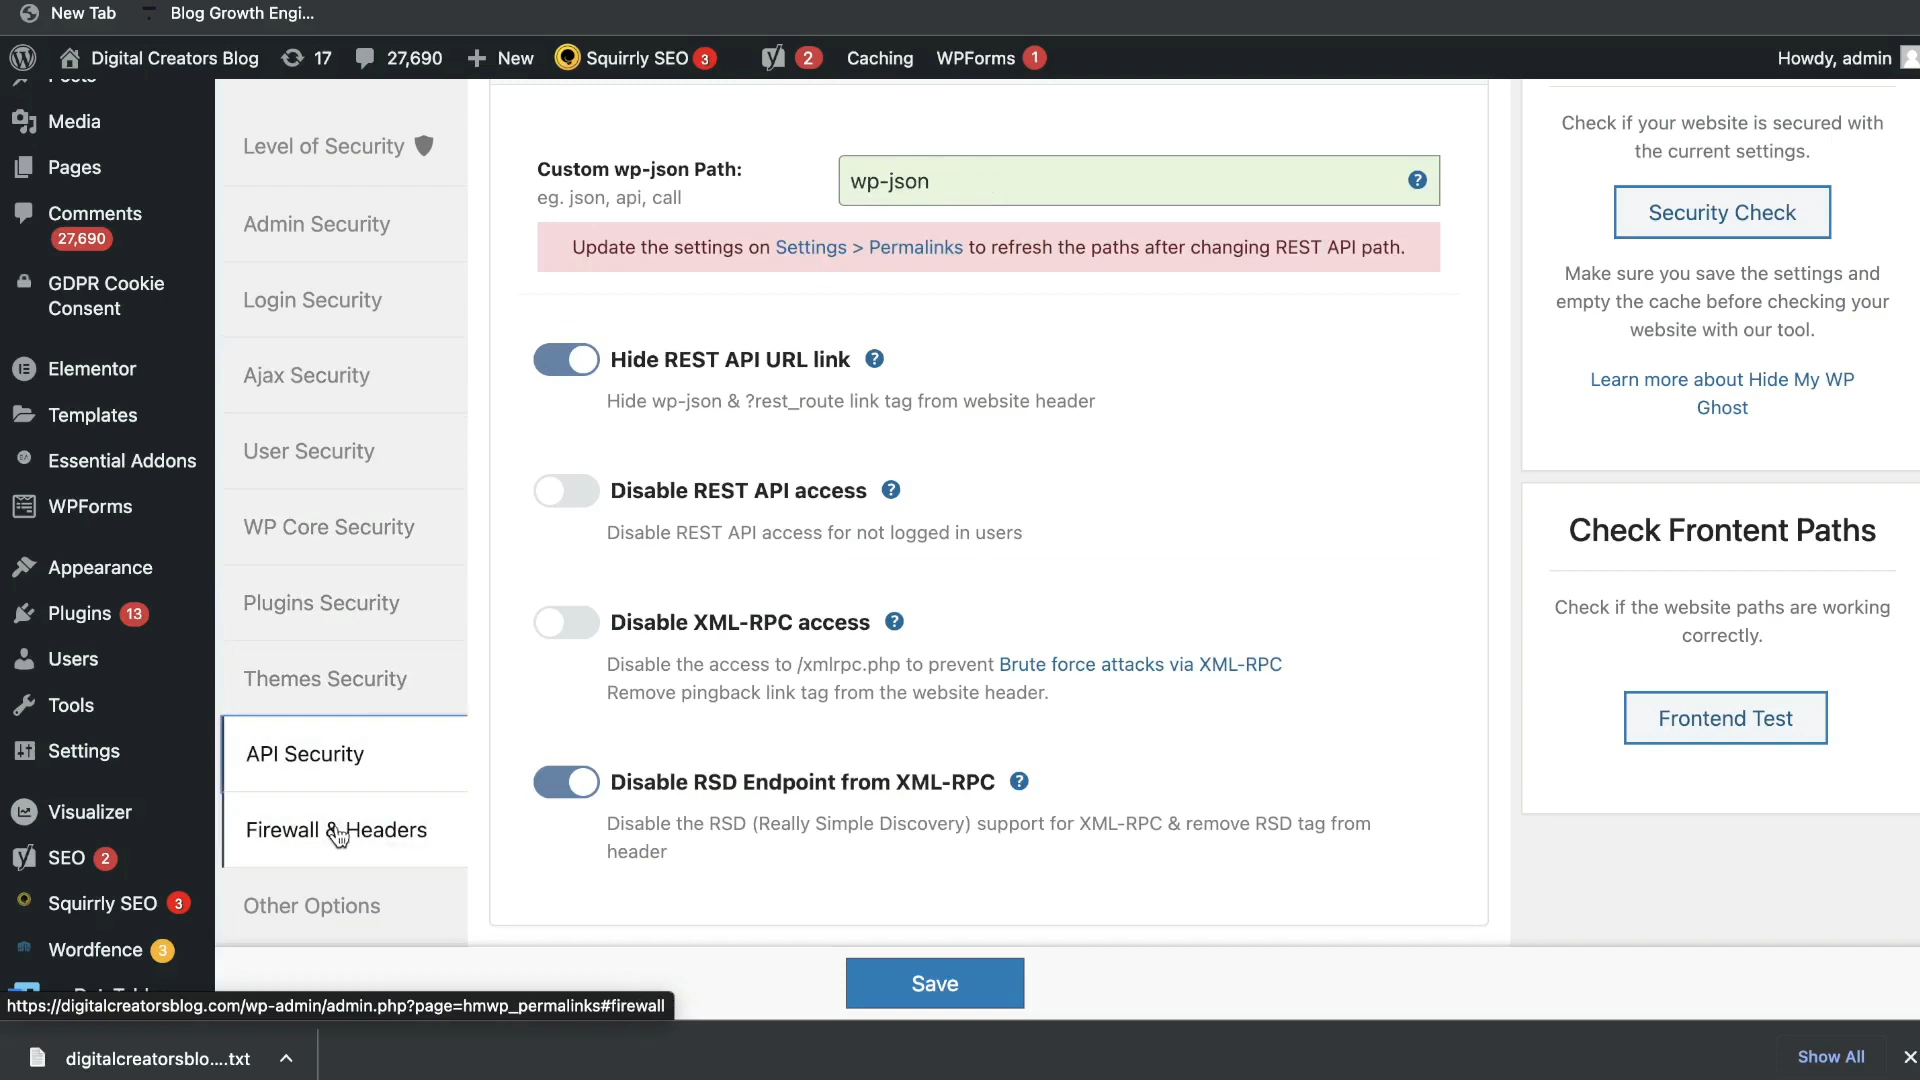 New Tab
Blog Growth Engi...
Digital Creators Blog
17
27,690
New
Squirrly SEO 3
2
Caching
WPForms 1
Howdy, admin
Posts
Media
Pages
Comments
27,690
GDPR Cookie
Consent
Elementor
Templates
Essential Addons
WPForms
Appearance
Plugins 13
Users
Tools
Settings
Visualizer
SEO 2
Squirrly SEO 3
Wordfence 3
https://digitalcreatorsblog.com/wp-admin/admin.php?page=hmwp_permalinks#firewall
Level of Security
Admin Security
Login Security
Ajax Security
User Security
WP Core Security
Plugins Security
Themes Security
API Security
Firewall & Headers
Other Options
Custom wp-json Path:
eg. json, api, call
wp-json
Update the settings on Settings > Permalinks to refresh the paths after changing REST API path.
Hide REST API URL link
Hide wp-json & ?rest_route link tag from website header
Disable REST API access
Disable REST API access for not logged in users
Disable XML-RPC access
Disable the access to /xmlrpc.php to prevent Brute force attacks via XML-RPC
Remove pingback link tag from the website header.
Disable RSD Endpoint from XML-RPC
Disable the RSD (Really Simple Discovery) support for XML-RPC & remove RSD tag from
header
Save
Check if your website is secured with
the current settings.
Security Check
Make sure you save the settings and
empty the cache before checking your
website with our tool.
Learn more about Hide My WP
Ghost
Check Frontent Paths
Check if the website paths are working
correctly.
Frontend Test
digitalcreatorsblo....txt
Show All